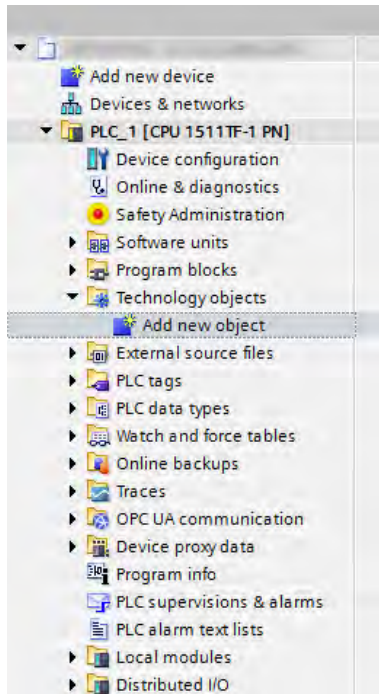 Add new device
Devices & networks
PLC_1 [CPU 1511TF-1 PN]
Device configuration
Online & diagnostics
Safety Administration
Software units
Program blocks
Technology objects
Add new object
External source files
PLC tags
PLC data types
Watch and force tables
Online backups
Traces
OPC UA communication
Device proxy data
Program info
PLC supervisions & alarms
PLC alarm text lists
Local modules
Distributed I/O